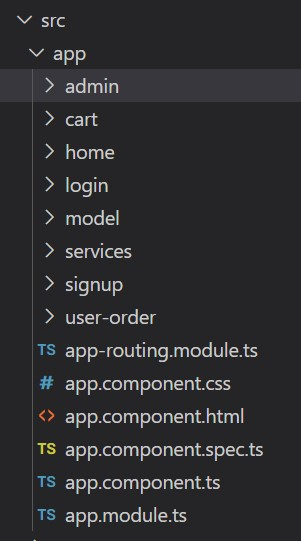 src
app
admin
cart
home
login
model
services
signup
user-order
TS app-routing.module.ts
# app.component.css
<> app.component.html
TS app.component.spec.ts
TS app.component.ts
TS app.module.ts